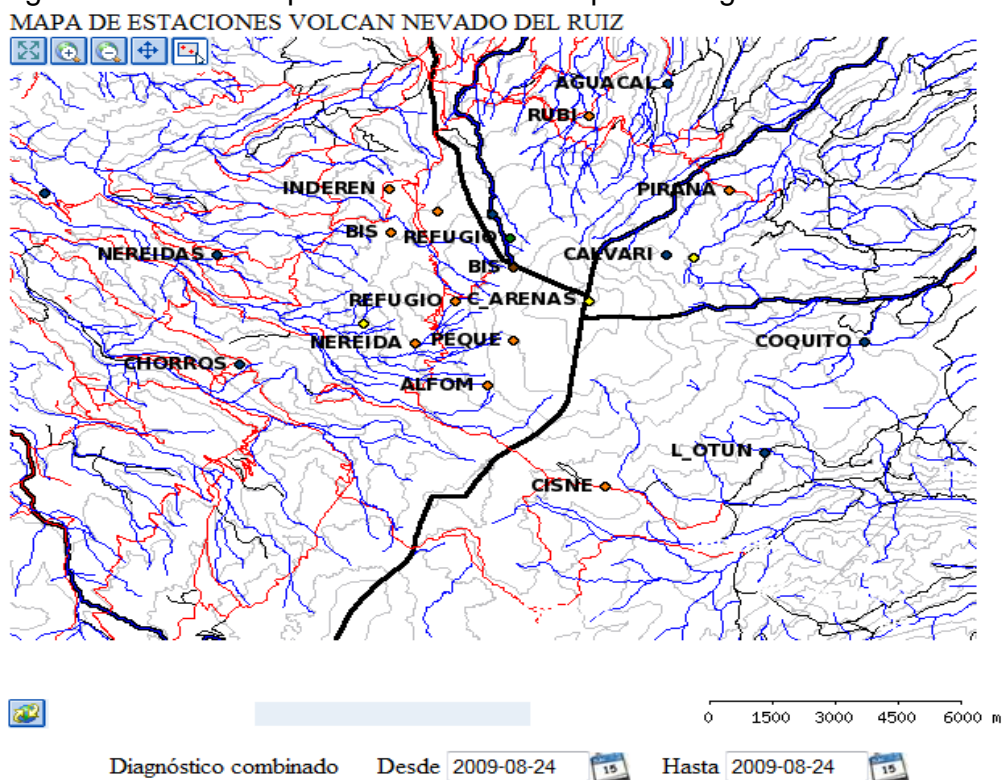 MAPA DE ESTACIONES VOLCAN NEVADO DEL RUIZ
AGUACAL
RUBI
INDEREN
PIRANA
BIS
REFUGIO
NEREIDAS
CALVARI
BIS
REFUGIO
C_ARENAS
NEREIDA
PEQUE
COQUITO
CHORROS
ALFOM
L_OTUN
CISNE
0 1500 3000 4500 6000 m
Diagnóstico combinado Desde 2009-08-24 15 Hasta 2009-08-24 15